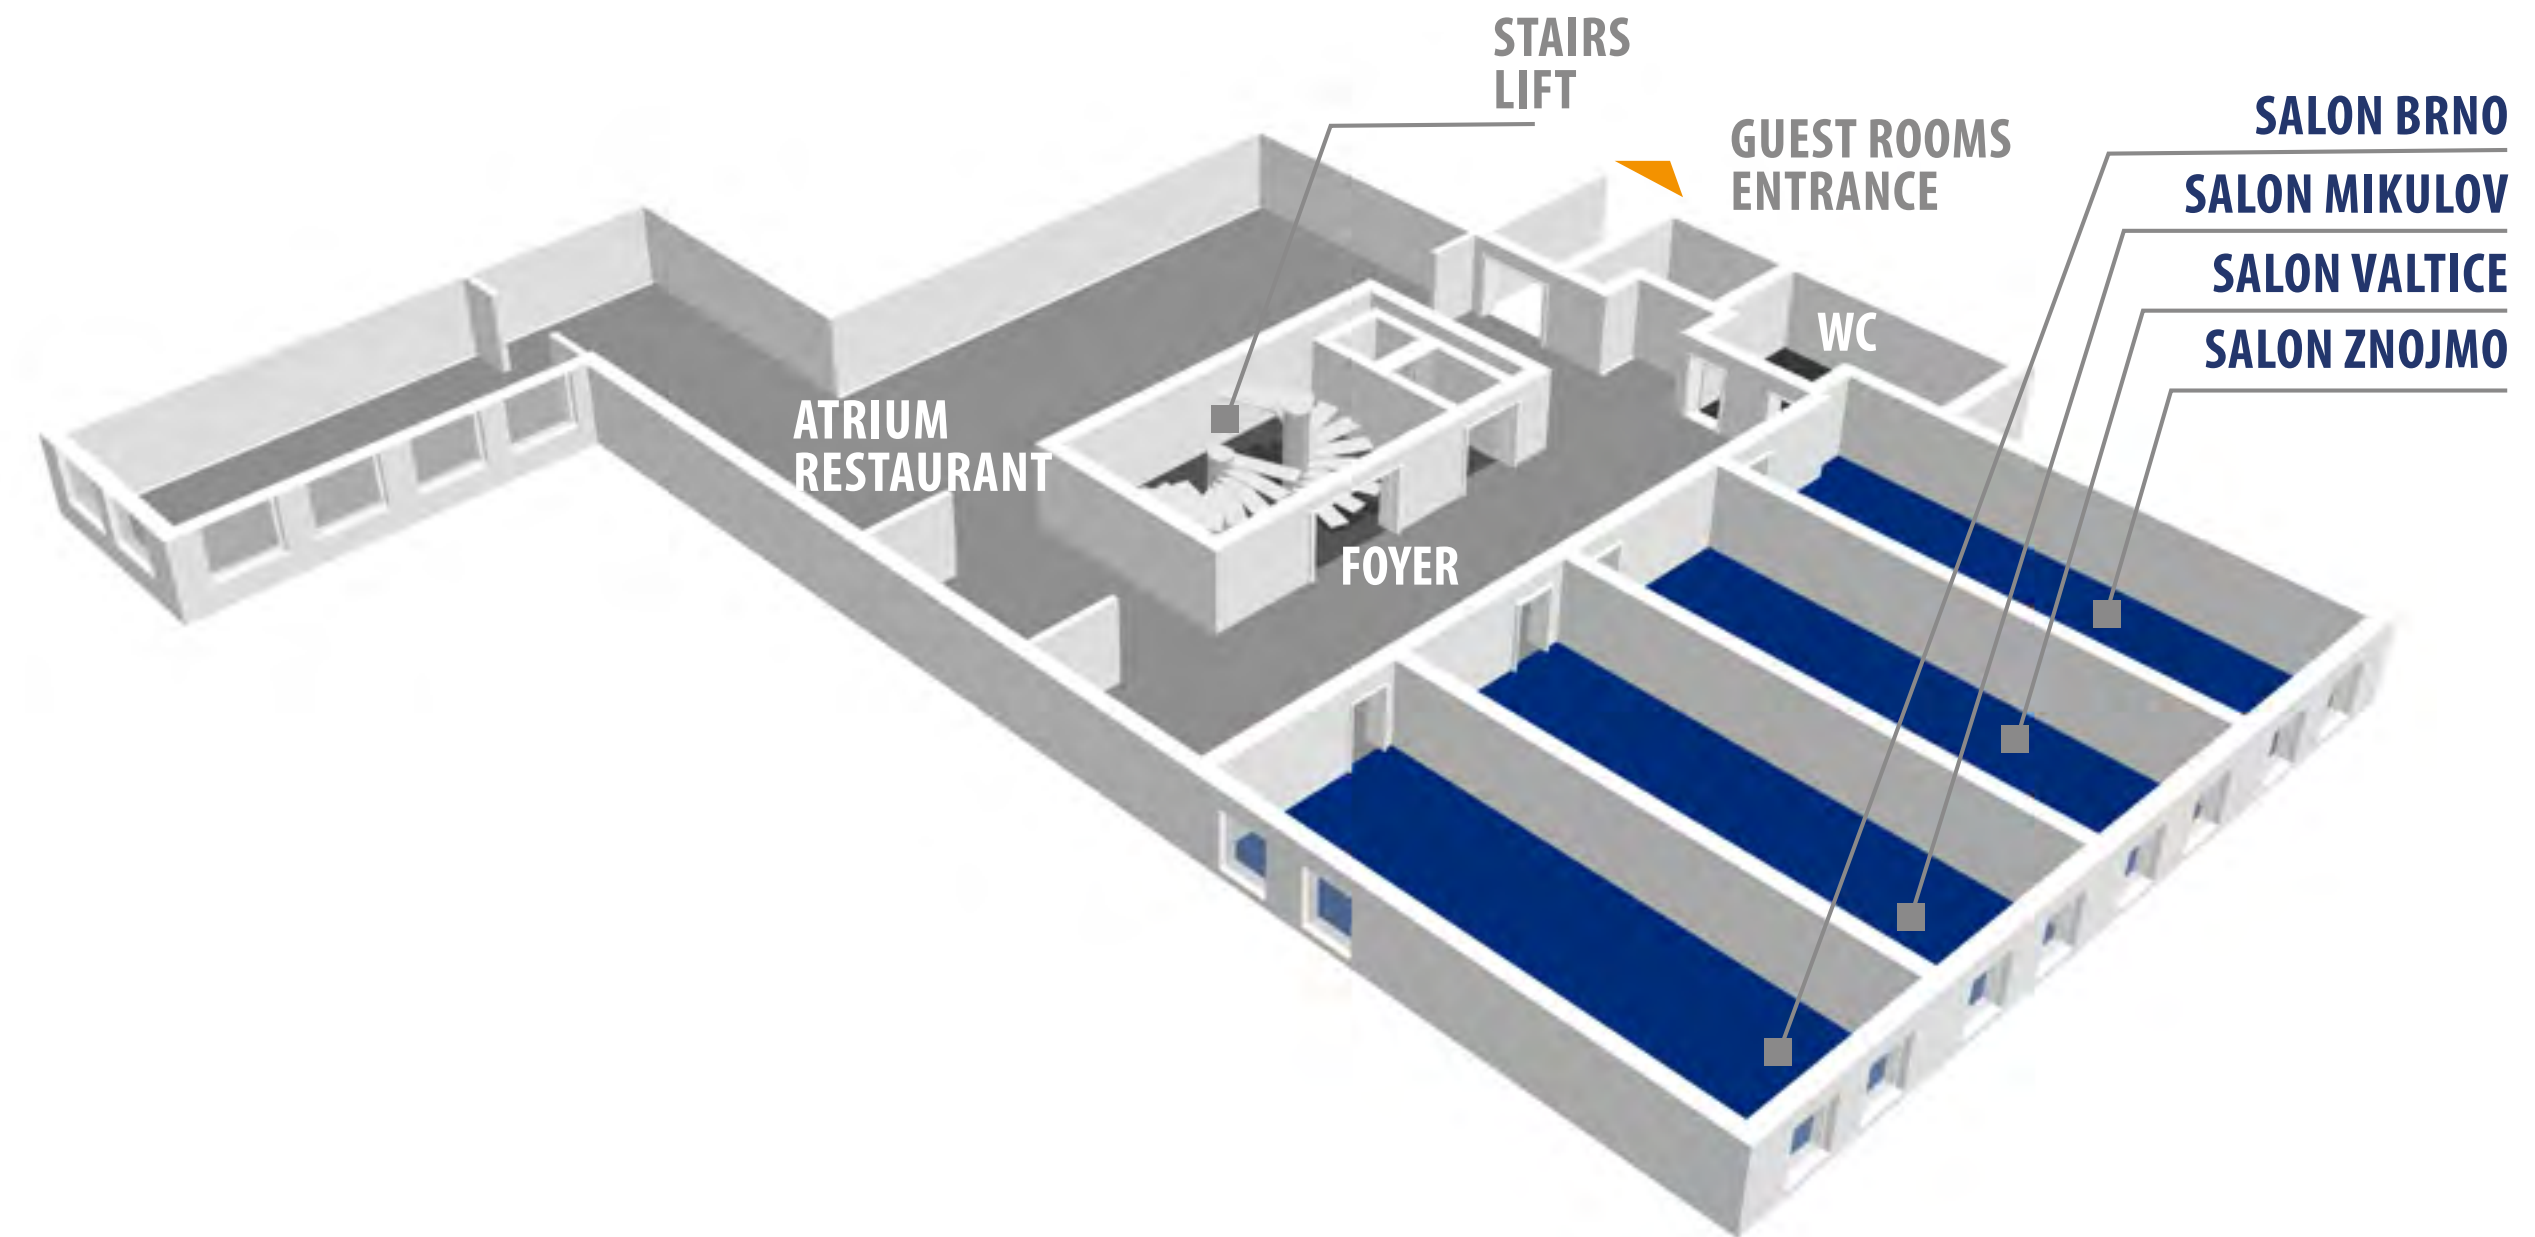 STAIRS
LIFT
GUEST ROOMS
ENTRANCE
SALON BRNO
SALON MIKULOV
SALON VALTICE
SALON ZNOJMO
WC
ATRIUM
RESTAURANT
FOYER